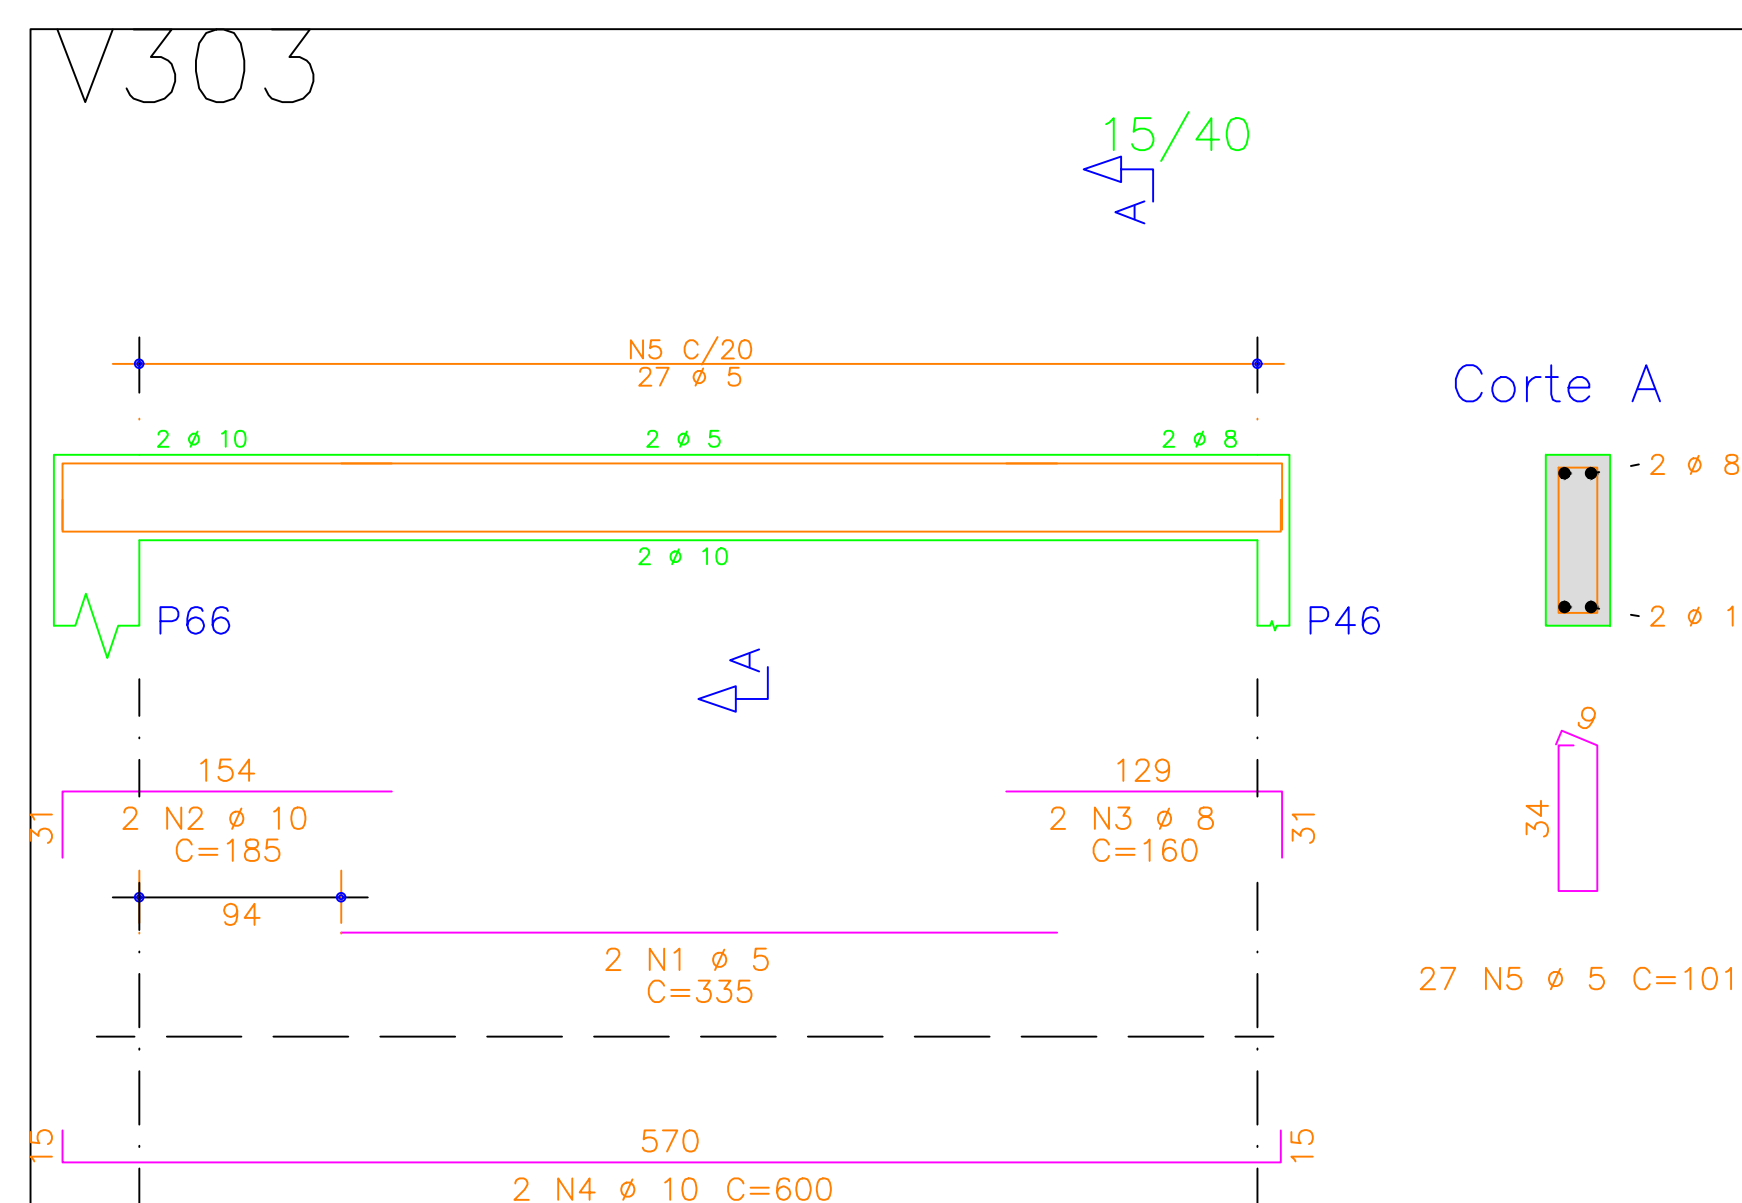 V303
15/40
A
N5 C/20
27 ø 5
Corte A
2 ø 10
2 ø 5
2 ø 8
2 ø 8
2 ø 10
2 ø 1
P66
P46
A
9
154
129
31
2 N2 ø 10
2 N3 ø 8
31
34
C=185
C=160
94
2 N1 ø 5
C=335
27 N5 ø 5 C=101
15
570
15
2 N4 ø 10 C=600